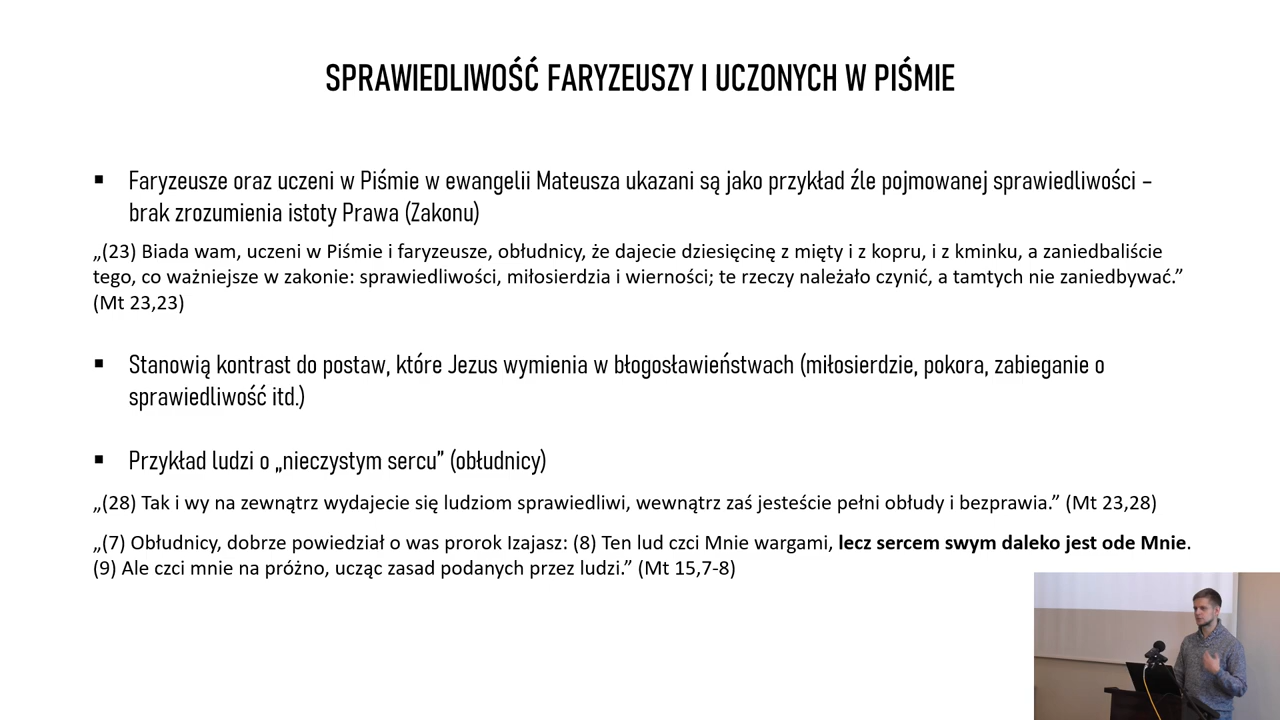 SPRAWIEDLIWOŚĆ FARYZEUSZY I UCZONYCH W PIŚMIE
▪ Faryzeusze oraz uczeni w Piśmie w ewangelii Mateusza ukazani są jako przykład źle pojmowanej sprawiedliwości –
brak zrozumienia istoty Prawa (Zakonu)
„(23) Biada wam, uczeni w Piśmie i faryzeusze, obłudnicy, że dajecie dziesięcinę z mięty i z kopru, i z kminku, a zaniedbaliście
tego, co ważniejsze w zakonie: sprawiedliwości, miłosierdzia i wierności; te rzeczy należało czynić, a tamtych nie zaniedbywać.”
(Mt 23,23)
▪ Stanowią kontrast do postaw, które Jezus wymienia w błogosławieństwach (miłosierdzie, pokora, zabieganie o
sprawiedliwość itd.)
▪ Przykład ludzi o „nieczystym sercu” (obłudnicy)
„(28) Tak i wy na zewnątrz wydajecie się ludziom sprawiedliwi, wewnątrz zaś jesteście pełni obłudy i bezprawia.” (Mt 23,28)
„(7) Obłudnicy, dobrze powiedział o was prorok Izajasz: (8) Ten lud czci Mnie wargami, lecz sercem swym daleko jest ode Mnie.
(9) Ale czci mnie na próżno, ucząc zasad podanych przez ludzi.” (Mt 15,7-8)